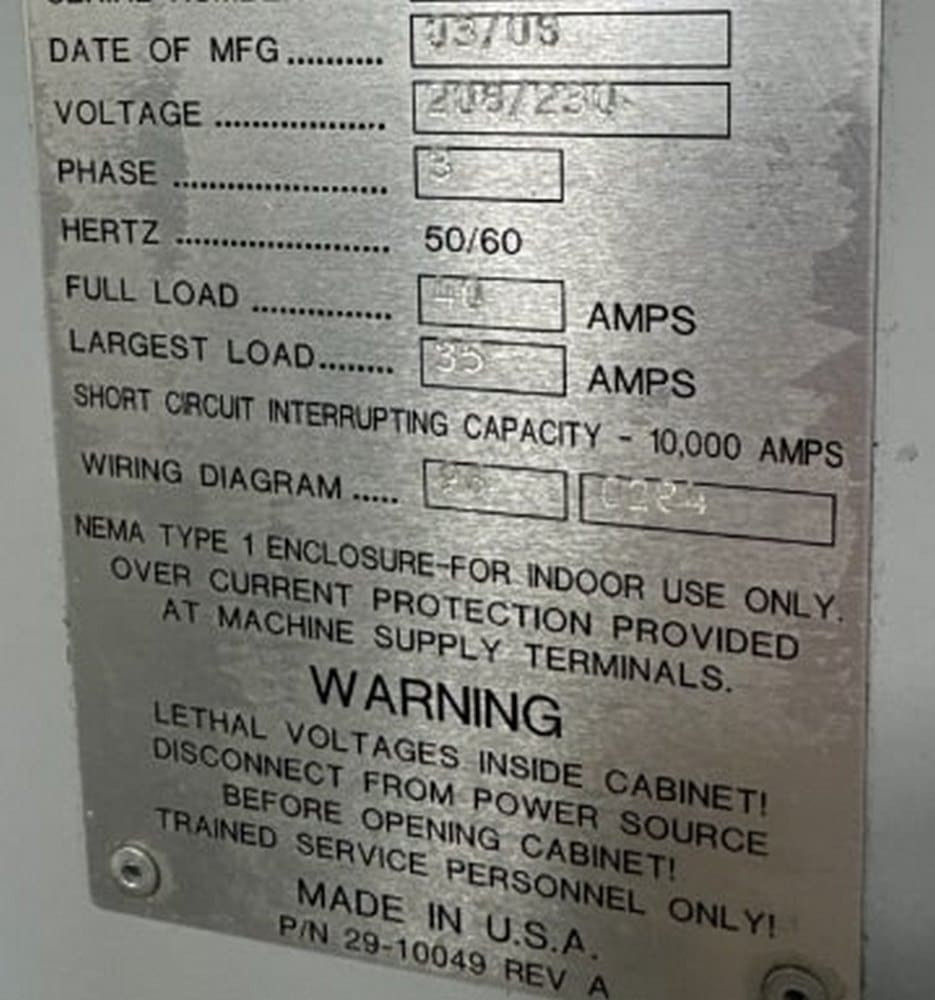 SERIAL NUMBER
DATE OF MFG .......... 03/08
VOLTAGE .................. 208/230
PHASE ....................... 3
HERTZ ....................... 50/60
FULL LOAD ............... 40 AMPS
LARGEST LOAD........ 35 AMPS
SHORT CIRCUIT INTERRUPTING CAPACITY - 10,000 AMPS
WIRING DIAGRAM .....
NEMA TYPE 1 ENCLOSURE-FOR INDOOR USE ONLY.
OVER CURRENT PROTECTION PROVIDED
AT MACHINE SUPPLY TERMINALS.
WARNING
LETHAL VOLTAGES INSIDE CABINET!
DISCONNECT FROM POWER SOURCE
BEFORE OPENING CABINET!
TRAINED SERVICE PERSONNEL ONLY!
MADE IN U.S.A.
P/N 29-10049 REV A